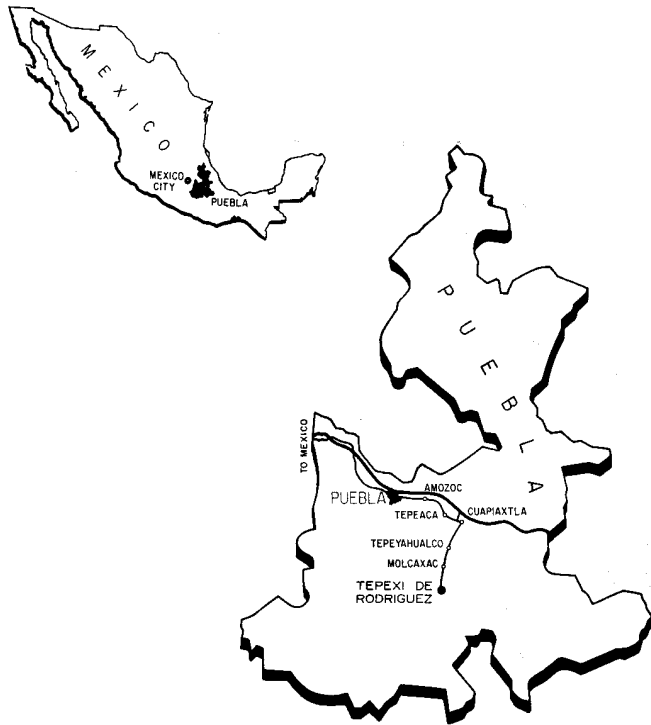 MEXICO
MEXICO
CITY
PUEBLA
PUEBLA
TO MEXICO
AMOZOC
PUEBLA
CUAPIAXTLA
TEPEACA
TEPEYAHUALCO
MOLCAXAC
TEPEXI DE
RODRIGUEZ